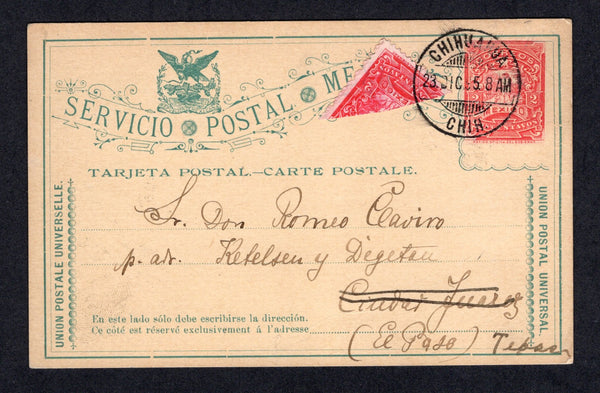 SERVICIO POSTAL ME
CHIHUAHUA
23 DIC 95. 8 AM
CHIH.
TARJETA POSTAL.—CARTE POSTALE.
UNION POSTALE UNIVERSELLE.
UNION POSTAL UNIVERSAL
Sr. Don Romeo
p. adr. Ketelsen y Degetau
Ciudad Juarez
(El Paso) Texas
En este lado sólo debe escribirse la dirección.
Ce côté est réservé exclusivement á l'adresse